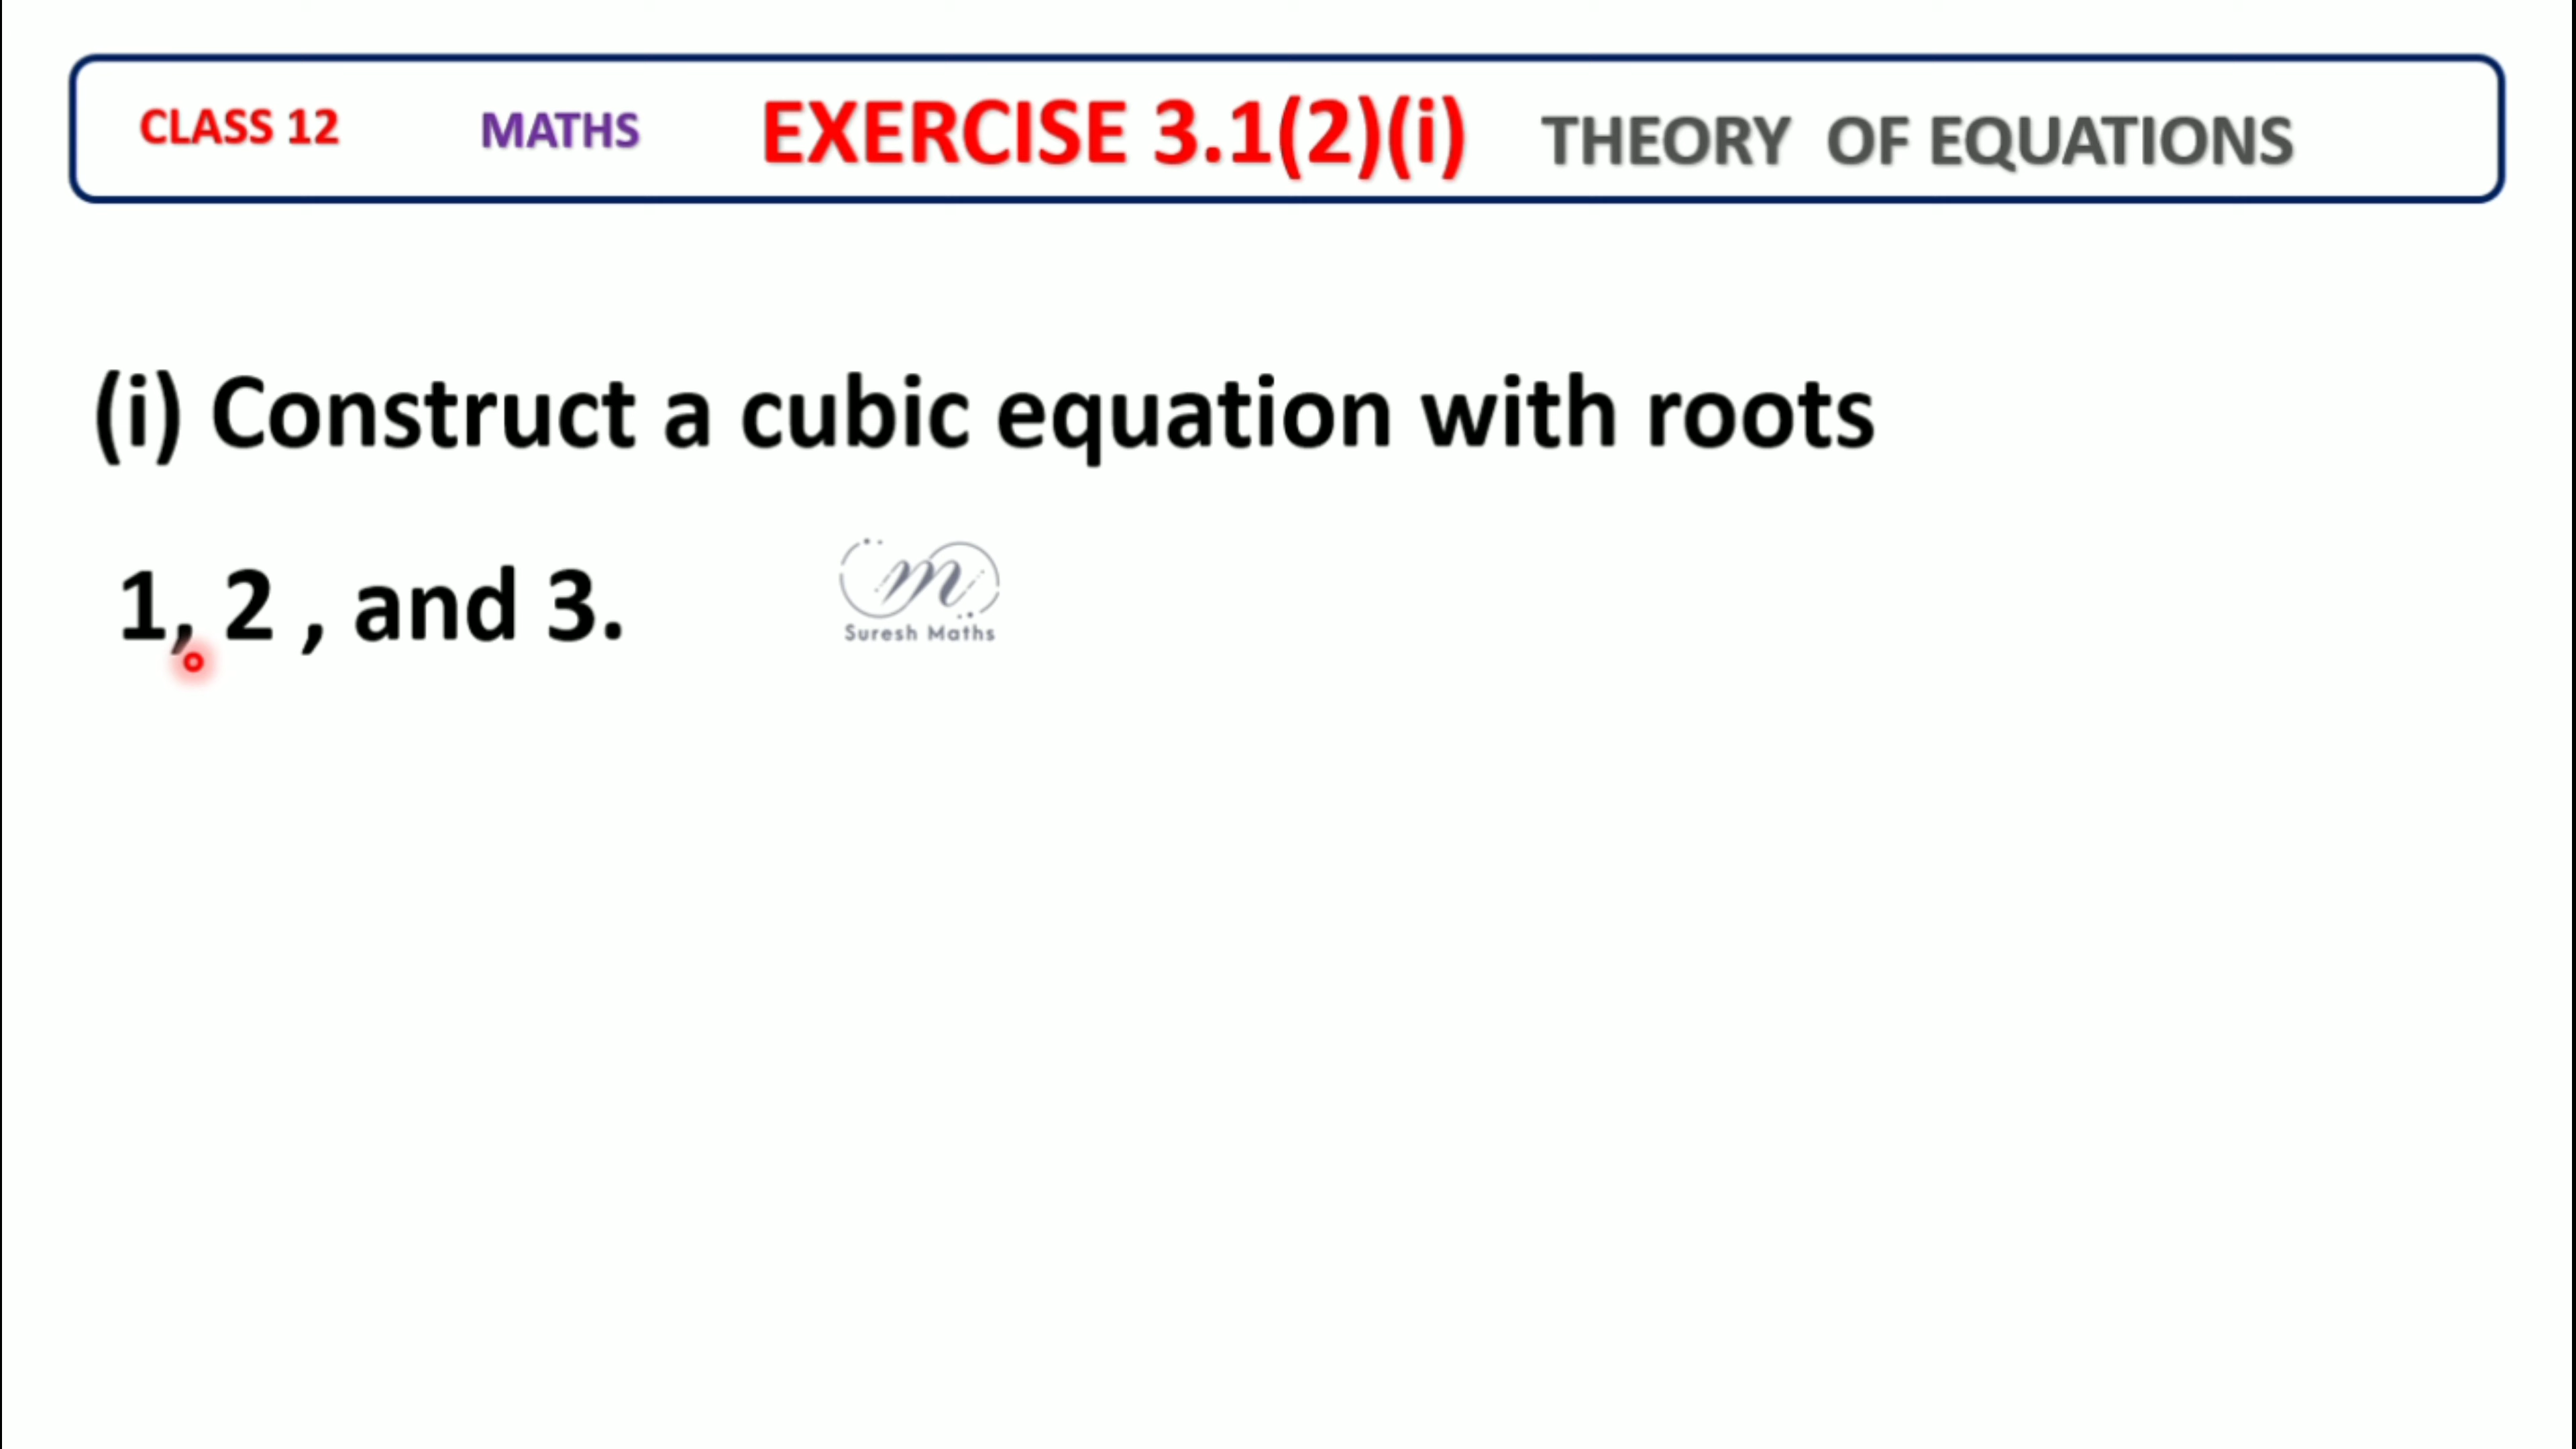 CLASS 12 MATHS EXERCISE 3.1(2)(i) THEORY OF EQUATIONS
(i) Construct a cubic equation with roots
1, 2 , and 3.
m
Suresh Maths